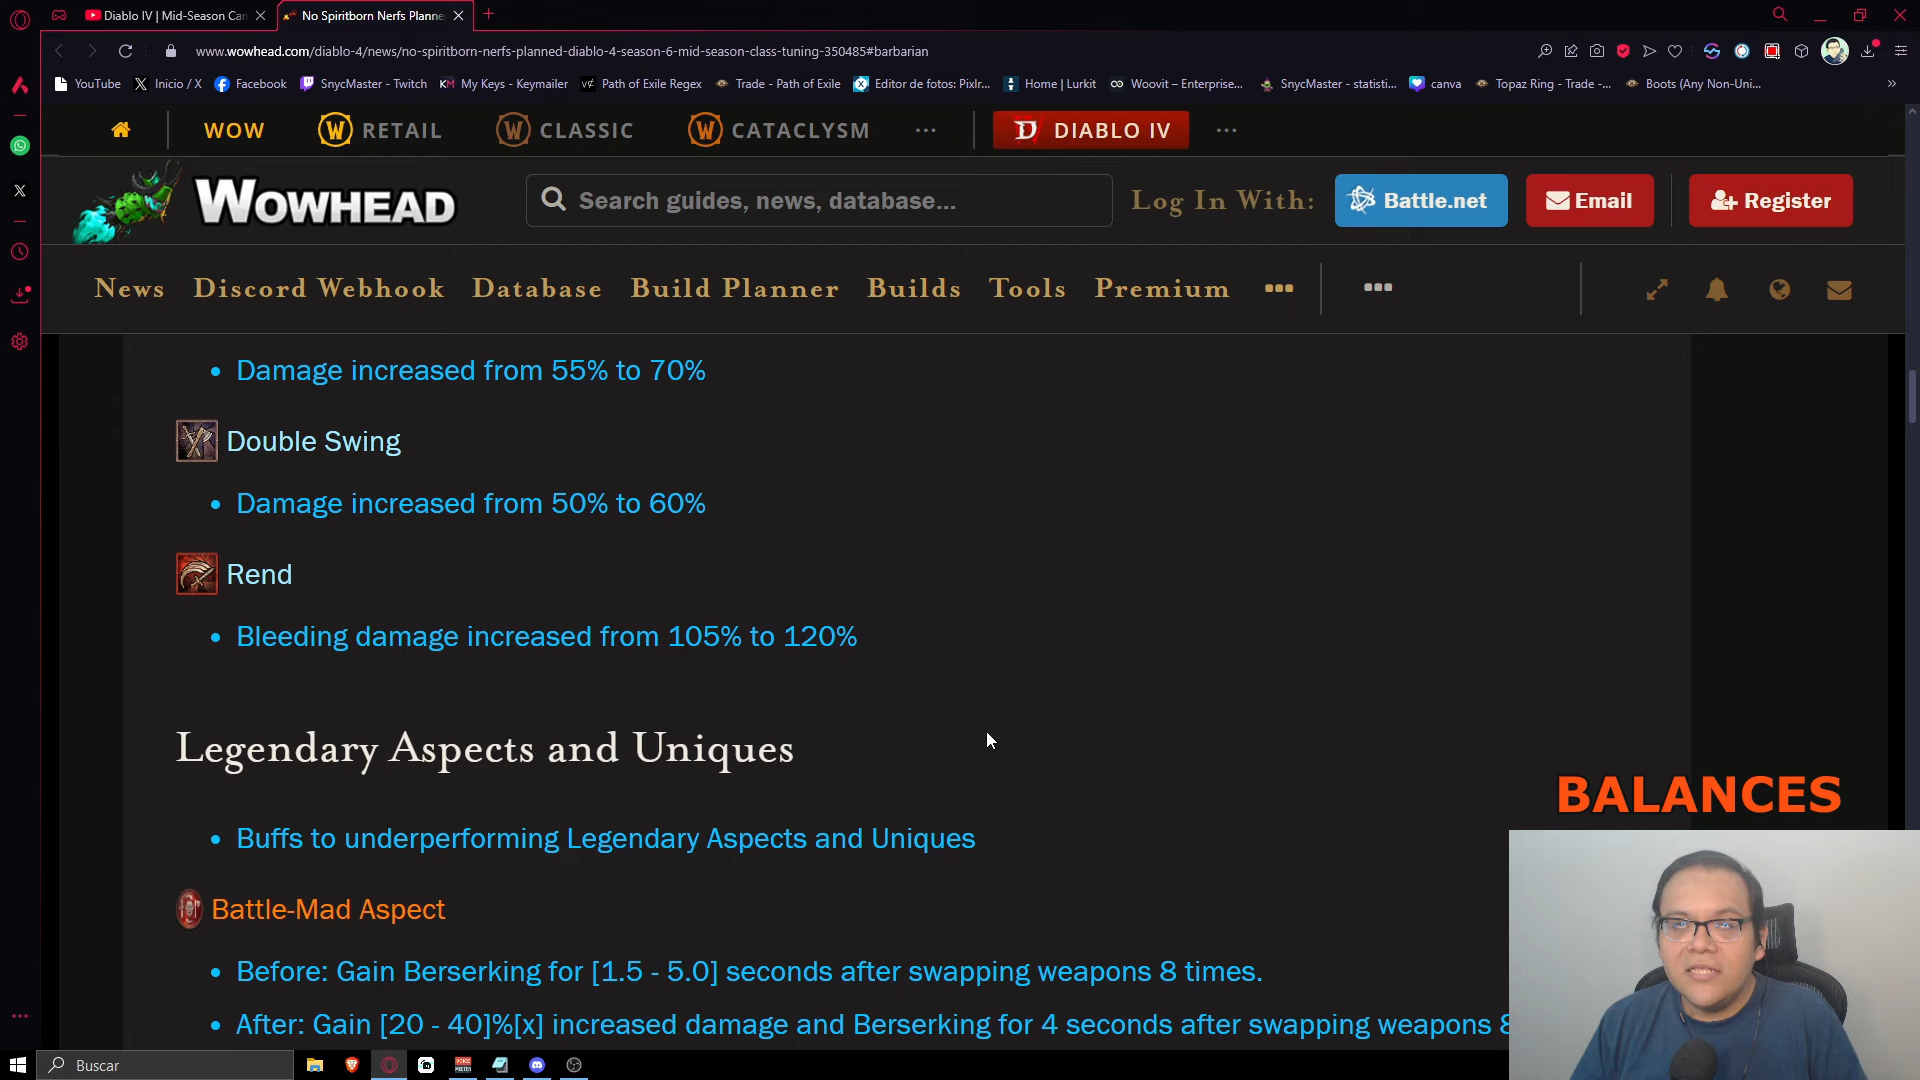 Diablo IV | Mid-Season Car
No Spiritborn Nerfs Planne
www.wowhead.com/diablo-4/news/no-spiritborn-nerfs-planned-diablo-4-season-6-mid-season-class-tuning-350485#barbarian
YouTube
Inicio / X
Facebook
SnycMaster - Twitch
My Keys - Keymailer
Path of Exile Regex
Trade - Path of Exile
Editor de fotos: Pixlr...
Home | Lurkit
Woovit – Enterprise...
SnycMaster - statisti...
canva
Topaz Ring - Trade -...
Boots (Any Non-Uni...
WOW
RETAIL
CLASSIC
CATACLYSM
DIABLO IV
WOWHEAD
Search guides, news, database...
Log In With:
Battle.net
Email
Register
News
Discord Webhook
Database
Build Planner
Builds
Tools
Premium
• Damage increased from 55% to 70%
Double Swing
• Damage increased from 50% to 60%
Rend
• Bleeding damage increased from 105% to 120%
Legendary Aspects and Uniques
• Buffs to underperforming Legendary Aspects and Uniques
BALANCES
Battle-Mad Aspect
• Before: Gain Berserking for [1.5 - 5.0] seconds after swapping weapons 8 times.
• After: Gain [20 - 40]%[x] increased damage and Berserking for 4 seconds after swapping weapons 8
Buscar